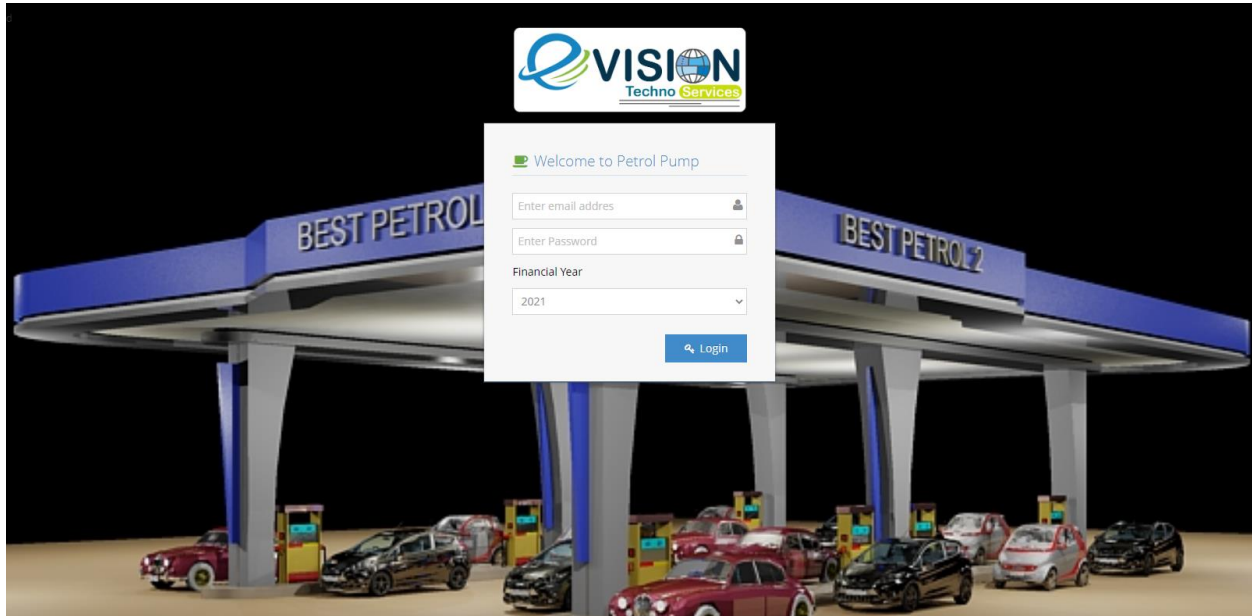 d
eVISION
Techno Services
Welcome to Petrol Pump
Enter email addres
Enter Password
Financial Year
2021
Login
BEST PETROL
BEST PETROL 2